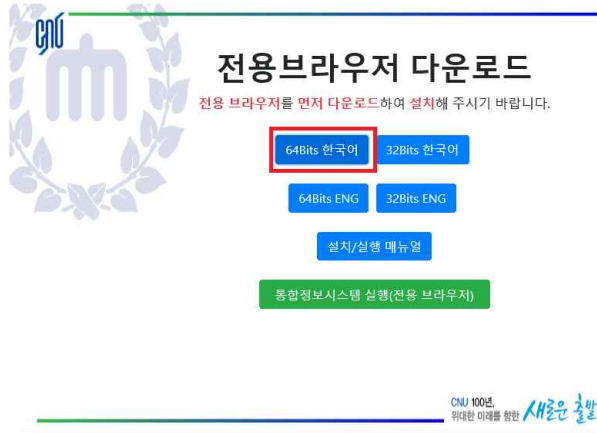 CNU
전용브라우저 다운로드
전용 브라우저를 먼저 다운로드하여 설치해 주시기 바랍니다.
64Bits 한국어 32Bits 한국어
64Bits ENG 32Bits ENG
설치/실행 매뉴얼
통합정보시스템 실행(전용 브라우저)
CNU 100년,
위대한 미래를 향한 새로운 출발